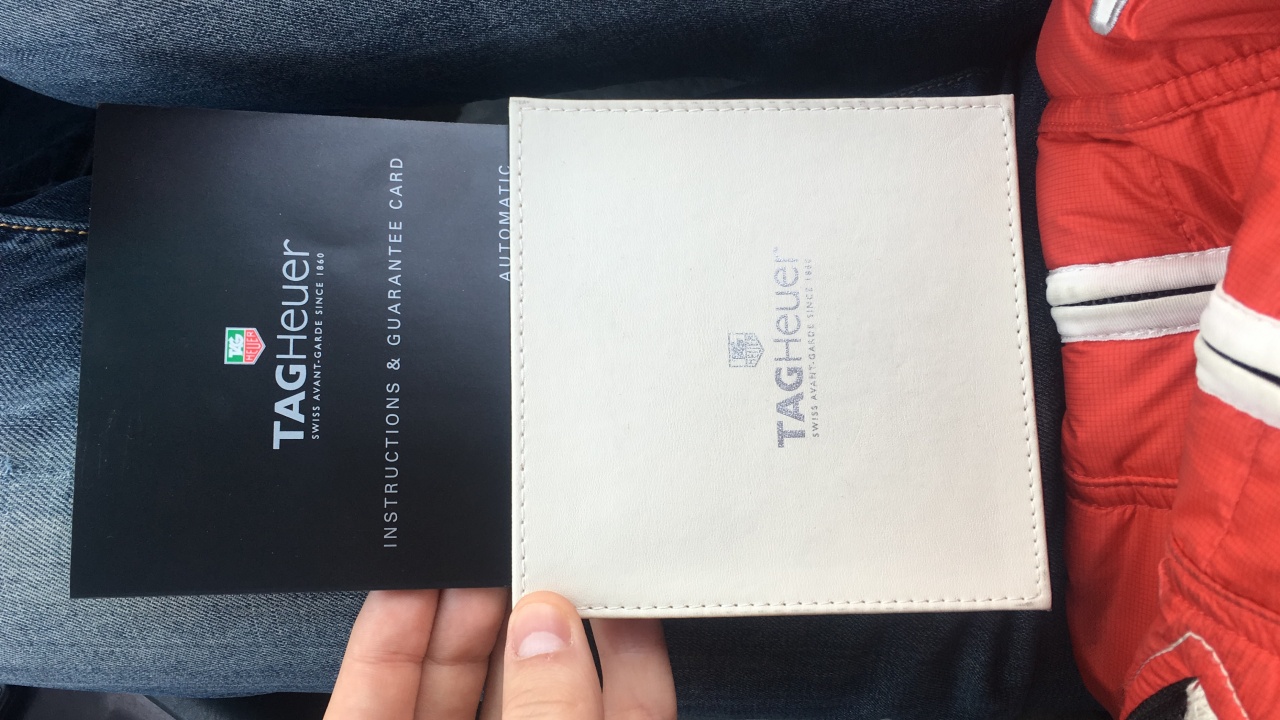 TAG
HEUER
TAGHeuer
SWISS AVANT-GARDE SINCE 1860
INSTRUCTIONS & GUARANTEE CARD
AUTOMATIC
TAG
HEUER
TAGHeuer
SWISS AVANT-GARDE SINCE 1860